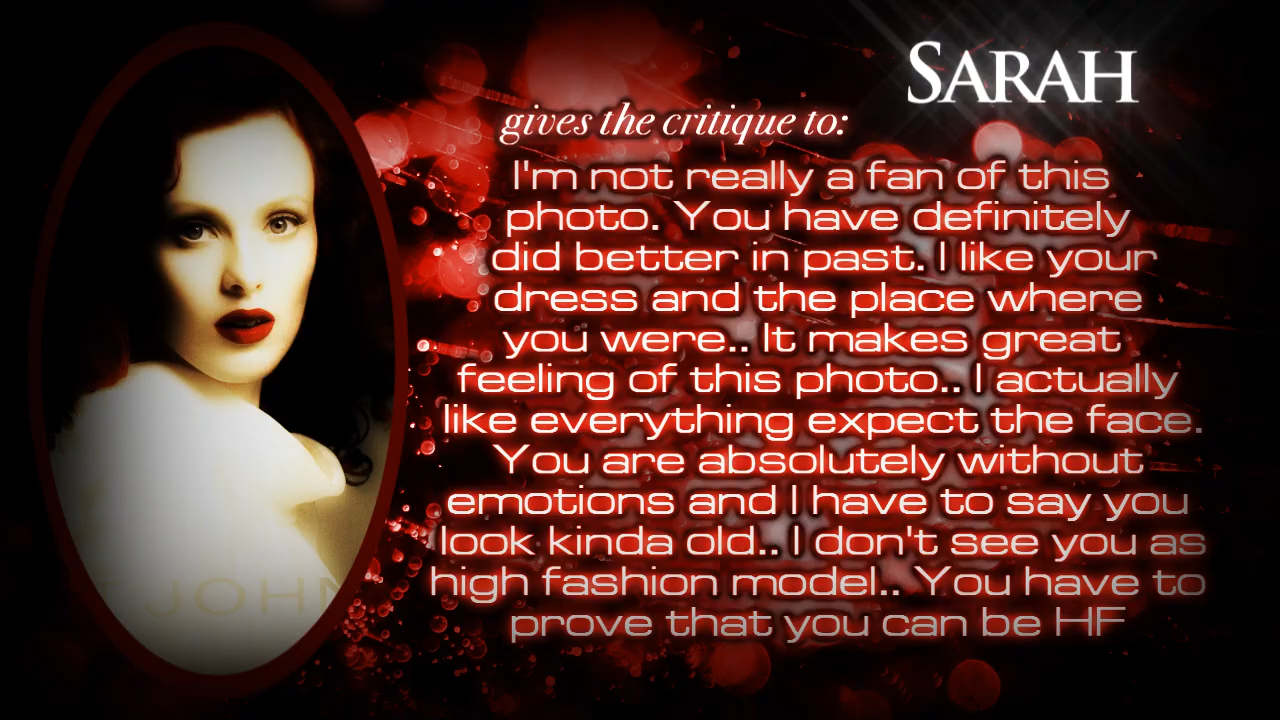 SARAH
gives the critique to:
I'm not really a fan of this
photo. You have definitely
did better in past. I like your
dress and the place where
you were.. It makes great
feeling of this photo.. I actually
like everything expect the face.
You are absolutely without
emotions and I have to say you
look kinda old.. I don't see you as
high fashion model.. You have to
prove that you can be HF
JOHN